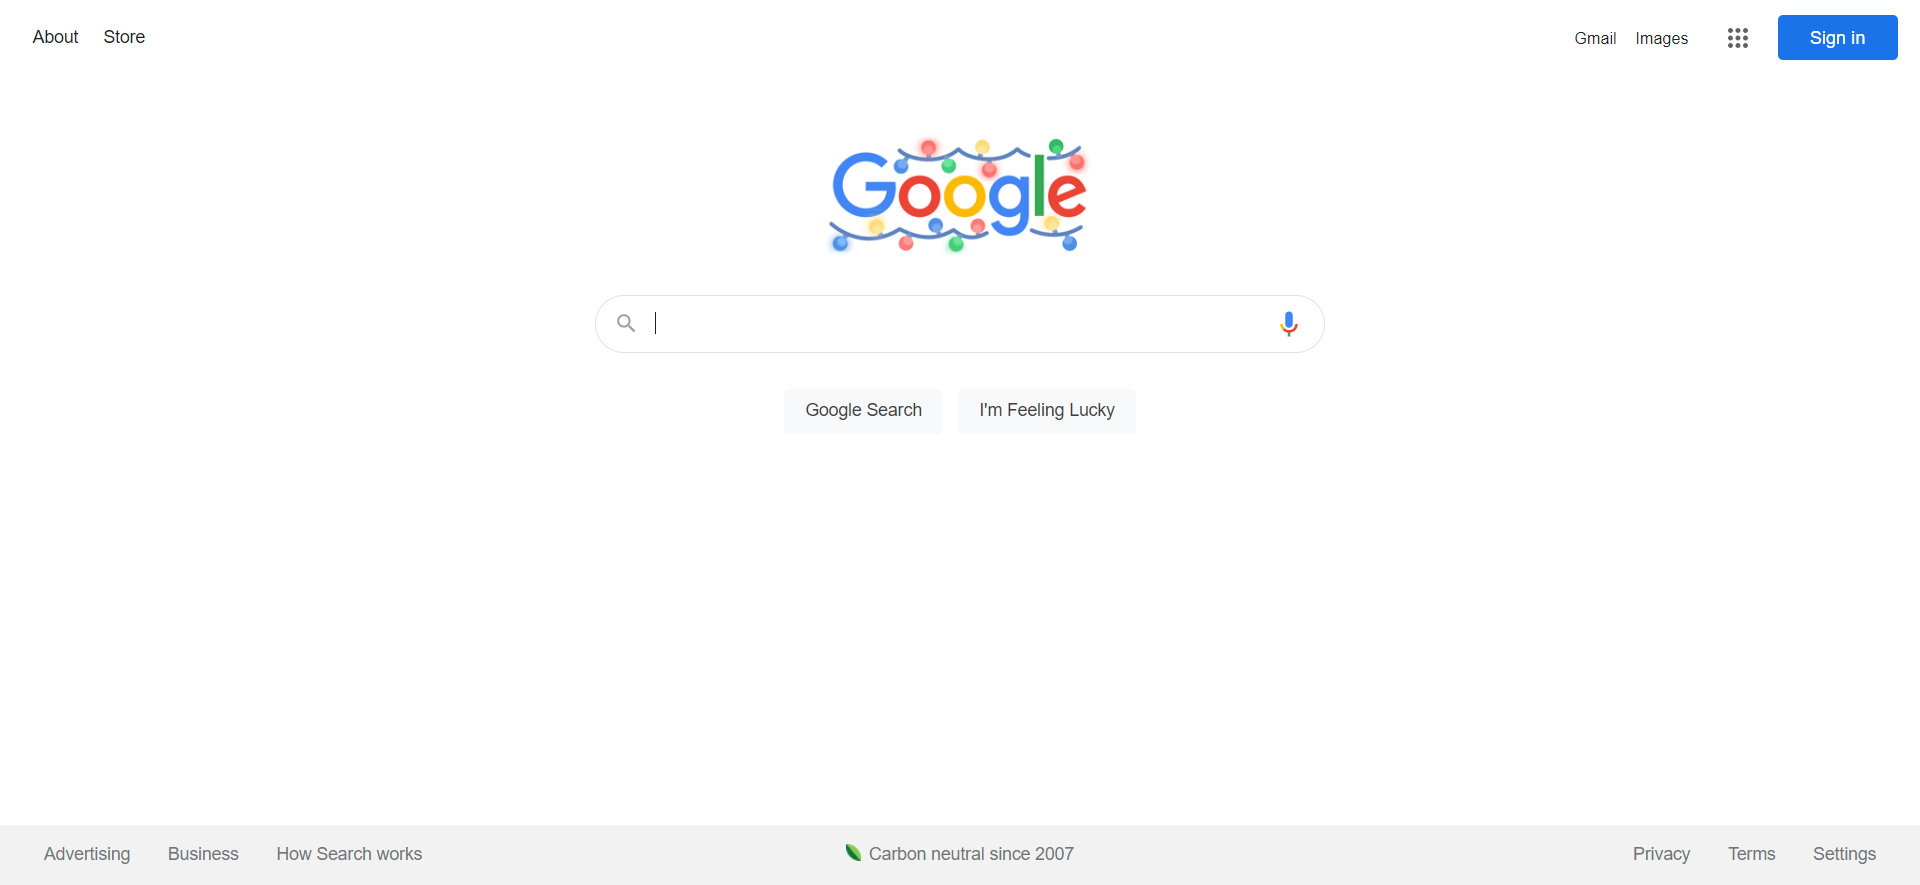 About Store
Gmail Images Sign in
Google
Google Search I'm Feeling Lucky
Advertising Business How Search works Carbon neutral since 2007 Privacy Terms Settings